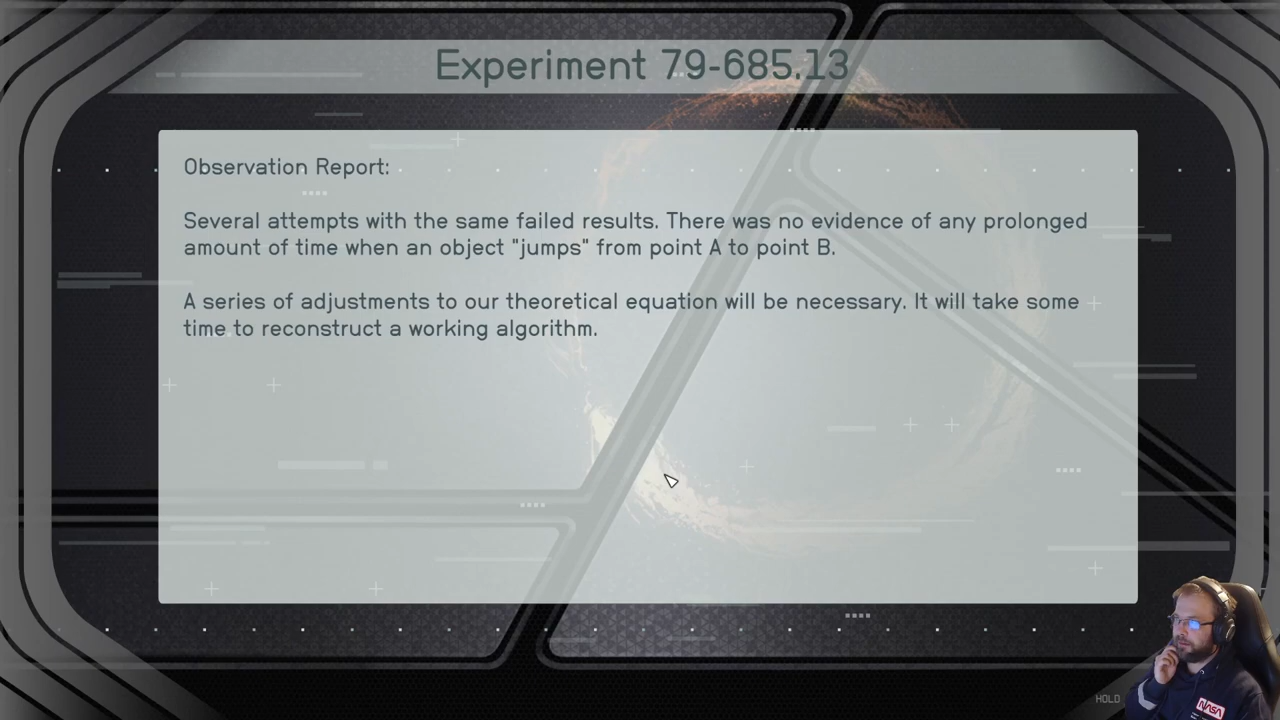 Experiment 79-685.13
Observation Report:
Several attempts with the same failed results. There was no evidence of any prolonged
amount of time when an object "jumps" from point A to point B.
A series of adjustments to our theoretical equation will be necessary. It will take some
time to reconstruct a working algorithm.
HOLD
NASA